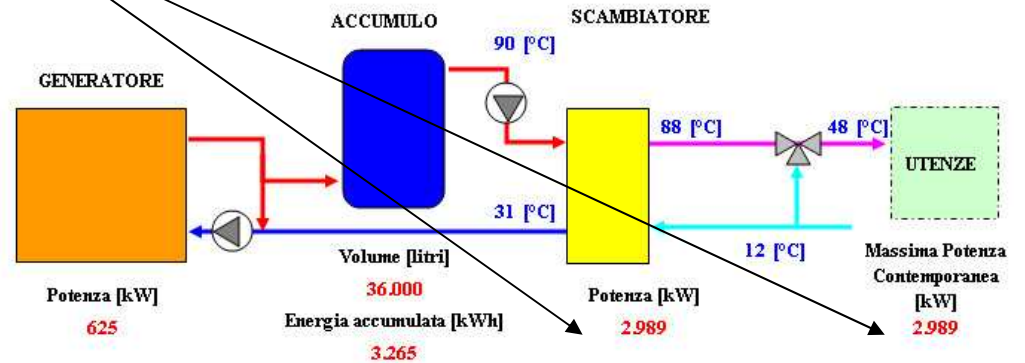 ACCUMULO
SCAMBIATORE
90 [°C]
GENERATORE
88 [°C]
48 [°C]
UTENZE
31 [°C]
12 [°C]
Volume [litri]
36.000
Massima Potenza
Contemporanea
[kW]
2.989
Potenza [kW]
625
Energia accumulata [kWh]
3.265
Potenza [kW]
2.989